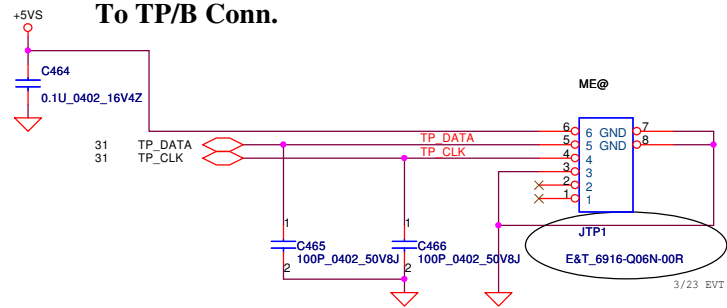 To TP/B Conn.
+5VS
C464
0.1U_0402_16V4Z
ME@
6 6 GND 7
31 TP_DATA TP_DATA 5 5 GND 8
31 TP_CLK TP_CLK 4 4
3 3
2 2
1 1
1 1
C465 C466
100P_0402_50V8J 100P_0402_50V8J
2 2
JTP1
E&T_6916-Q06N-00R
3/23 EVT